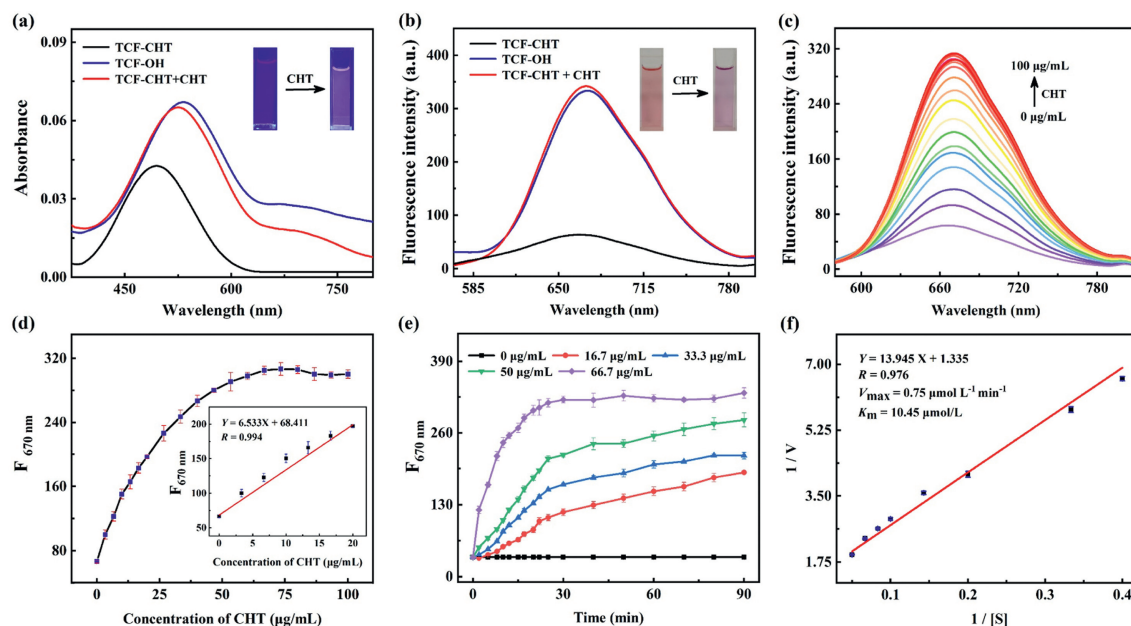 (a)
0.09
0.06
0.03
0.00
Absorbance
TCF-CHT
TCF-OH
TCF-CHT+CHT
CHT
450
600
750
Wavelength (nm)
(b)
400
300
200
100
0
Fluorescence intensity (a.u.)
TCF-CHT
TCF-OH
TCF-CHT + CHT
CHT
585
650
715
780
Wavelength (nm)
(c)
320
240
160
80
0
Fluorescence intensity (a.u.)
100 μg/mL
CHT
0 μg/mL
600
660
720
780
Wavelength (nm)
(d)
320
240
160
80
F 670 nm
Y = 6.533X + 68.411
R = 0.994
200
150
100
50
F 670 nm
0
5
10
15
20
Concentration of CHT (μg/mL)
0
20
40
60
80
100
Concentration of CHT (μg/mL)
(e)
390
260
130
0
F670 nm
0 μg/mL
16.7 μg/mL
33.3 μg/mL
50 μg/mL
66.7 μg/mL
0
15
30
45
60
75
90
Time (min)
(f)
7.00
5.25
3.50
1.75
1 / V
Y = 13.945 X + 1.335
R = 0.976
Vmax = 0.75 μmol L⁻¹ min⁻¹
Km = 10.45 μmol/L
0.1
0.2
0.3
0.4
1 / [S]